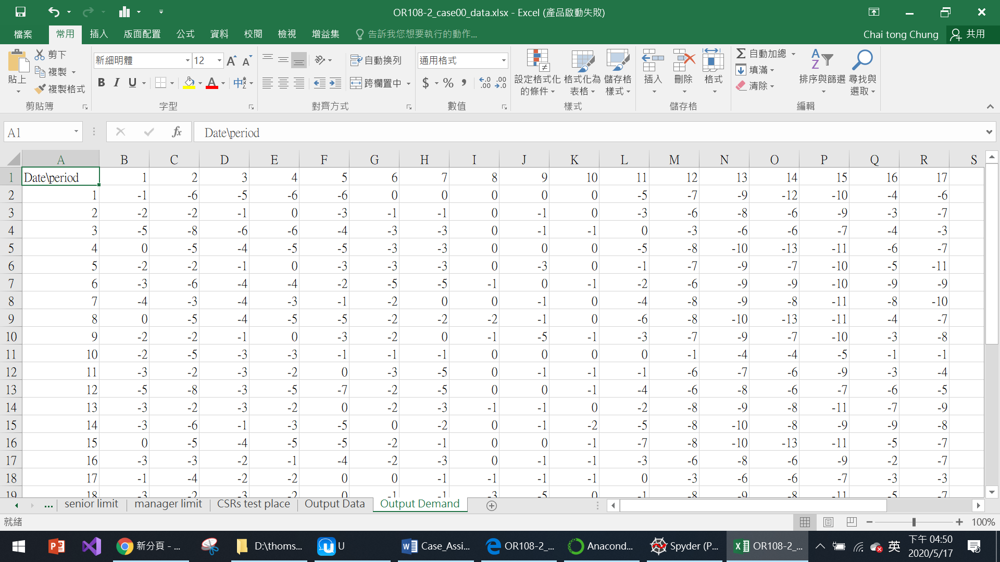 OR108-2_case00_data.xlsx - Excel (產品啟動失敗)
檔案 常用 插入 版面配置 公式 資料 校閱 檢視 增益集 告訴我您想要執行的動作... Chai tong Chung 共用
貼上 剪下 複製 複製格式 剪貼簿
新細明體 12 A A B I U A 中 字型
自動換列 跨欄置中 對齊方式
通用格式 $ % , .00 .0 數值
設定格式化的條件 格式化為表格 儲存格樣式 樣式
插入 刪除 格式 儲存格
自動加總 填滿 清除 排序與篩選 尋找與選取 編輯
A1 fx Date\period
A B C D E F G H I J K L M N O P Q R S
1 Date\period 1 2 3 4 5 6 7 8 9 10 11 12 13 14 15 16 17
2 1 -1 -6 -5 -6 -6 0 0 0 0 0 -5 -7 -9 -12 -10 -4 -6
3 2 -2 -2 -1 0 -3 -1 -1 0 -1 0 -3 -6 -8 -6 -9 -3 -7
4 3 -5 -8 -6 -6 -4 -3 -3 0 -1 -1 0 -3 -6 -6 -7 -4 -3
5 4 0 -5 -4 -5 -5 -3 -3 0 0 0 -5 -8 -10 -13 -11 -6 -7
6 5 -2 -2 -1 0 -3 -3 -3 0 -3 0 -1 -7 -9 -7 -10 -5 -11
7 6 -3 -6 -4 -4 -2 -5 -5 -1 0 -1 -2 -6 -9 -9 -10 -9 -9
8 7 -4 -3 -4 -3 -1 -2 0 0 -1 0 -4 -8 -9 -8 -11 -8 -10
9 8 0 -5 -4 -5 -5 -2 -2 -2 -1 0 -6 -8 -10 -13 -11 -4 -7
10 9 -2 -2 -1 0 -3 -2 0 -1 -5 -1 -3 -7 -9 -7 -10 -3 -8
11 10 -2 -5 -3 -3 -1 -1 -1 0 0 0 0 -1 -4 -4 -5 -1 -1
12 11 -3 -2 -3 -2 0 -3 -5 0 -1 -1 -1 -6 -7 -6 -9 -3 -4
13 12 -5 -8 -3 -5 -7 -2 -5 0 0 -1 -4 -6 -8 -6 -7 -6 -5
14 13 -3 -2 -3 -2 0 -2 -3 -1 -1 0 -2 -8 -9 -8 -11 -7 -9
15 14 -3 -6 -1 -3 -5 0 -2 0 -1 -2 -5 -8 -10 -8 -9 -9 -8
16 15 0 -5 -4 -5 -5 -2 -1 0 0 -1 -7 -8 -10 -13 -11 -5 -7
17 16 -3 -3 -2 -1 -4 -2 -3 0 -1 -1 -3 -6 -8 -6 -9 -2 -7
18 17 -1 -4 -2 -2 0 0 -1 -1 -1 -1 0 -3 -6 -6 -7 -3 -3
19 18 -3 -2 -3 -2 0 -1 -1 -3 -5 0 -1 -8 -9 -8 -11 -5 -7
... senior limit manager limit CSRs test place Output Data Output Demand
就緒 100%
新分頁 - ... D:\thoms... U Case_Assi... OR108-2_... Anacond... Spyder (P... OR108-2_... 英 下午 04:50
2020/5/17